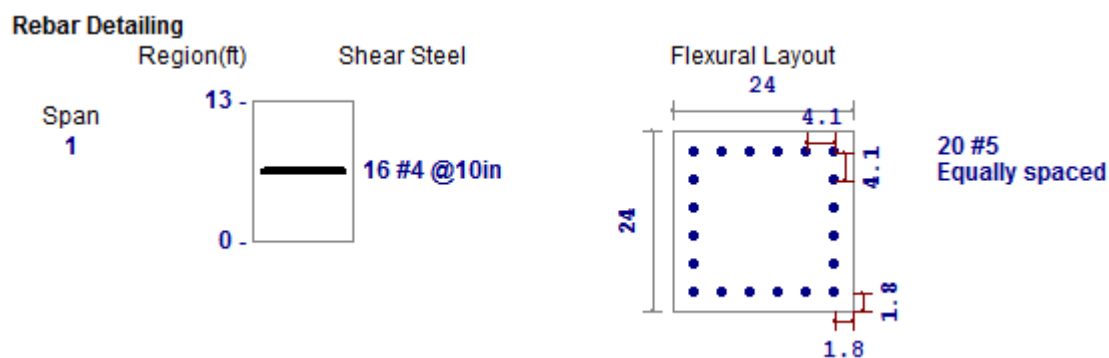 Rebar Detailing
Region(ft) Shear Steel Flexural Layout
24
13 -
4.1
Span
1
16 #4 @10in
20 #5
Equally spaced
4.1
24
0 -
1.8
1.8